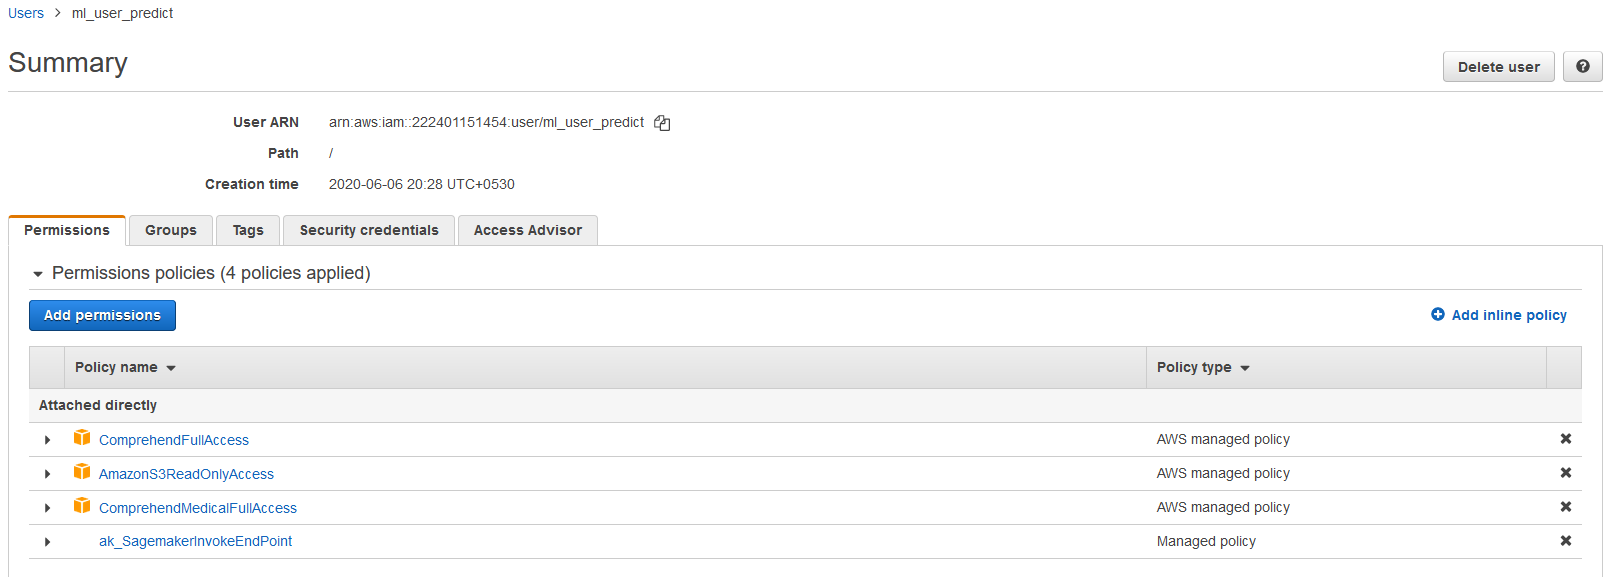 Users > ml_user_predict
Summary
Delete user
User ARN arn:aws:iam::222401151454:user/ml_user_predict
Path /
Creation time 2020-06-06 20:28 UTC+0530
Permissions Groups Tags Security credentials Access Advisor
Permissions policies (4 policies applied)
Add permissions Add inline policy
Policy name Policy type
Attached directly
ComprehendFullAccess AWS managed policy
AmazonS3ReadOnlyAccess AWS managed policy
ComprehendMedicalFullAccess AWS managed policy
ak_SagemakerInvokeEndPoint Managed policy